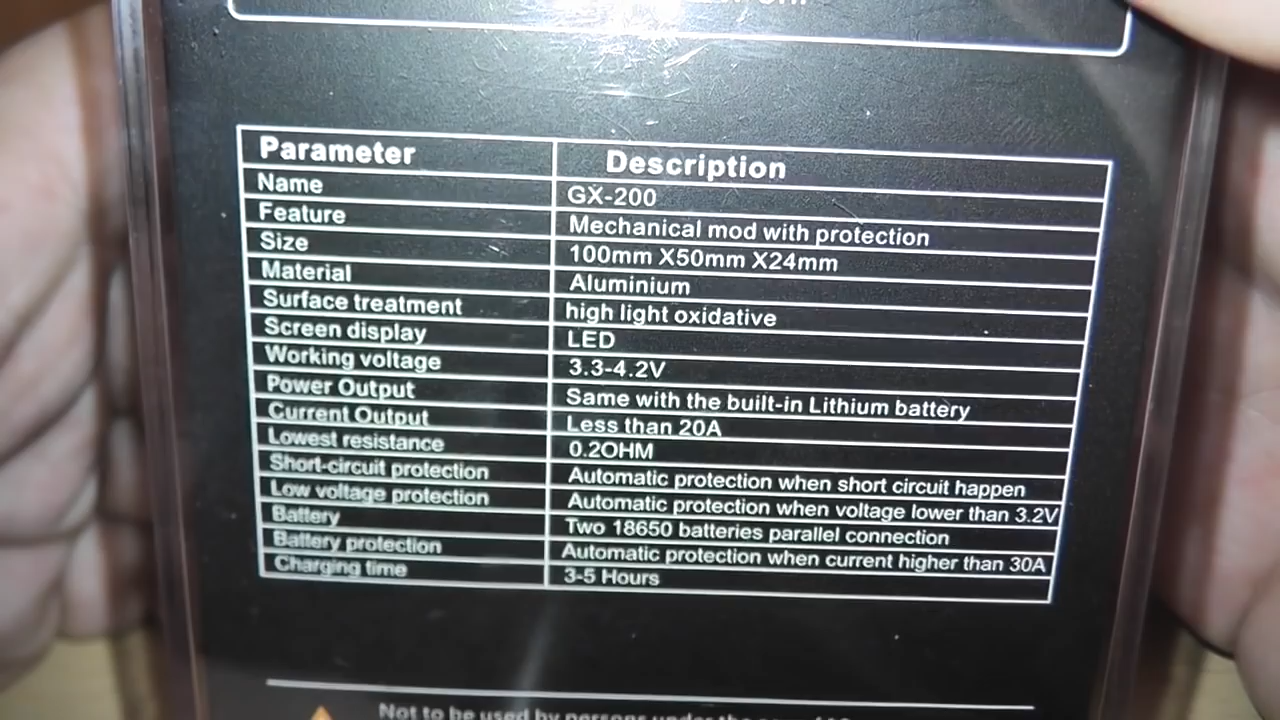 Parameter Description
Name GX-200
Feature Mechanical mod with protection
Size 100mm X50mm X24mm
Material Aluminium
Surface treatment high light oxidative
Screen display LED
Working voltage 3.3-4.2V
Power Output Same with the built-in Lithium battery
Current Output Less than 20A
Lowest resistance 0.2OHM
Short-circuit protection Automatic protection when short circuit happen
Low voltage protection Automatic protection when voltage lower than 3.2V
Battery Two 18650 batteries parallel connection
Battery protection Automatic protection when current higher than 30A
Charging time 3-5 Hours
Not to be used by persons under the